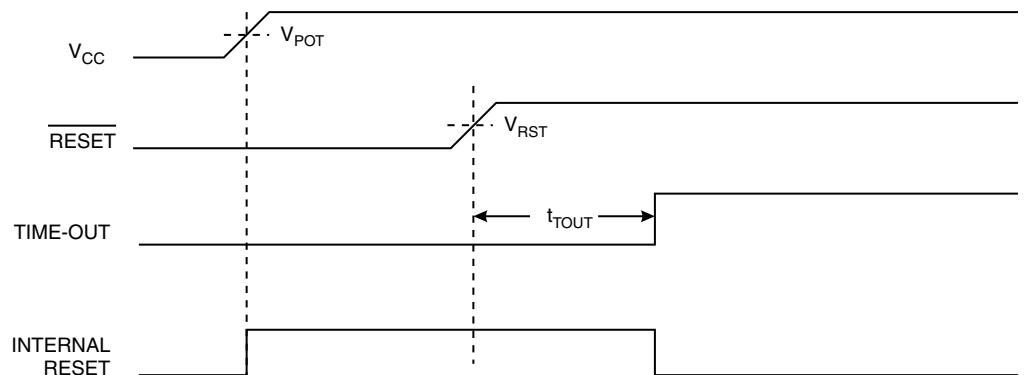 VCC
VPOT
RESET
VRST
TIME-OUT
tTOUT
INTERNAL
RESET